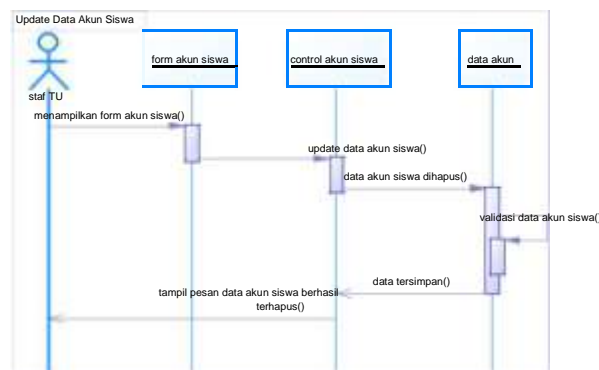 Update Data Akun Siswa
form akun siswa
control akun siswa
data akun
staf TU
menampilkan form akun siswa()
update data akun siswa()
data akun siswa dihapus()
validasi data akun siswa()
data tersimpan()
tampil pesan data akun siswa berhasil
terhapus()